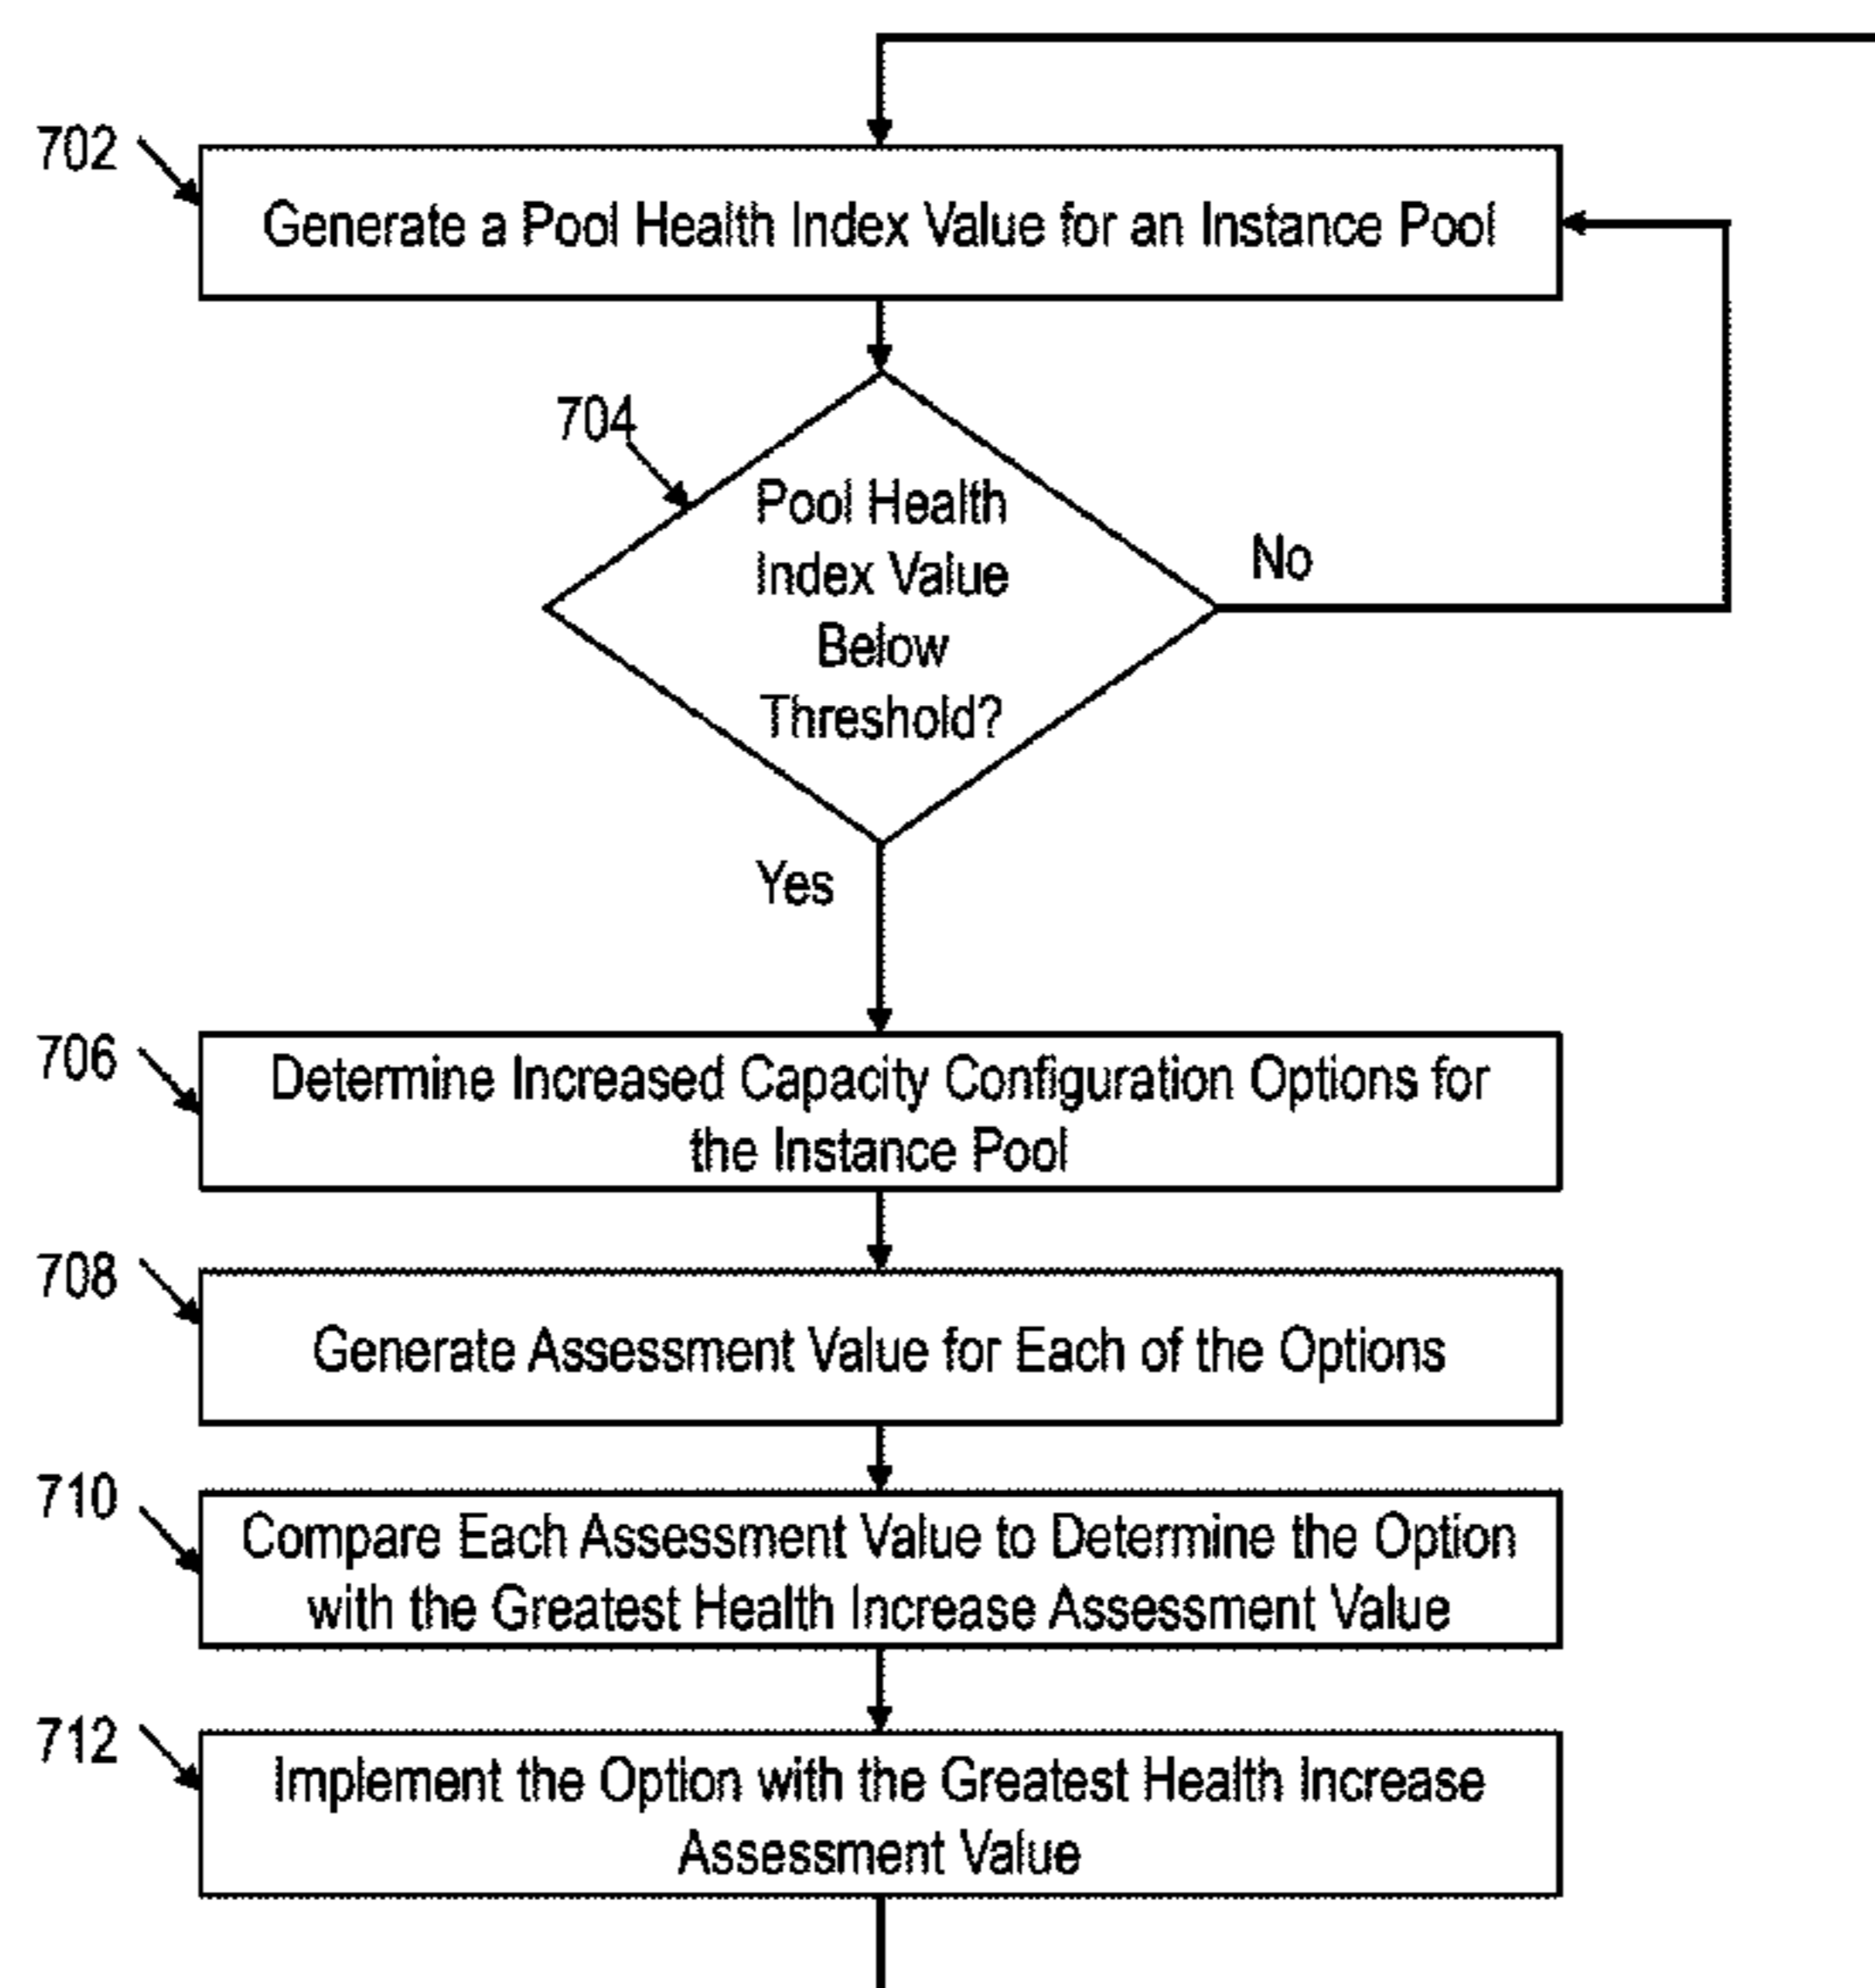 702
Generate a Pool Health Index Value for an Instance Pool
704
Pool Health
Index Value
Below
Threshold?
No
Yes
706
Determine Increased Capacity Configuration Options for
the Instance Pool
708
Generate Assessment Value for Each of the Options
710
Compare Each Assessment Value to Determine the Option
with the Greatest Health Increase Assessment Value
712
Implement the Option with the Greatest Health Increase
Assessment Value